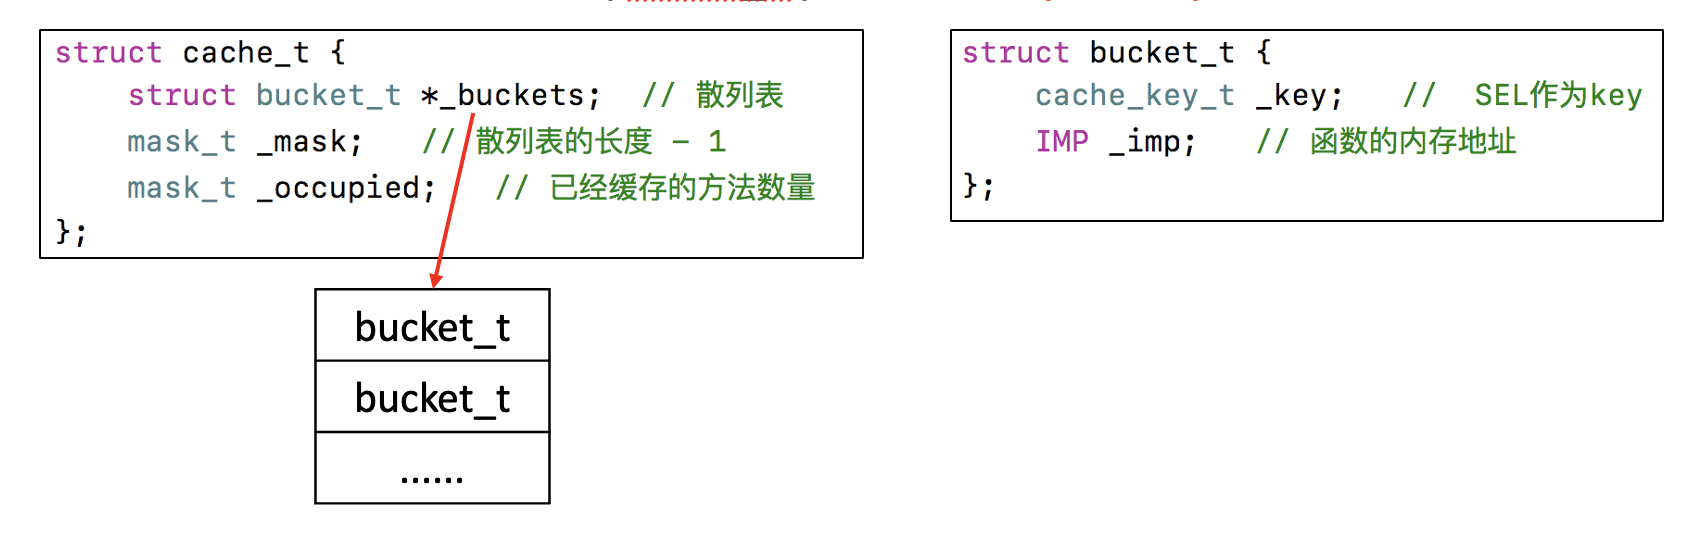 struct cache_t {
struct bucket_t *_buckets; // 散列表
mask_t _mask; // 散列表的长度 – 1
mask_t _occupied; // 已经缓存的方法数量
};
bucket_t
bucket_t
......
struct bucket_t {
cache_key_t _key; // SEL作为key
IMP _imp; // 函数的内存地址
};